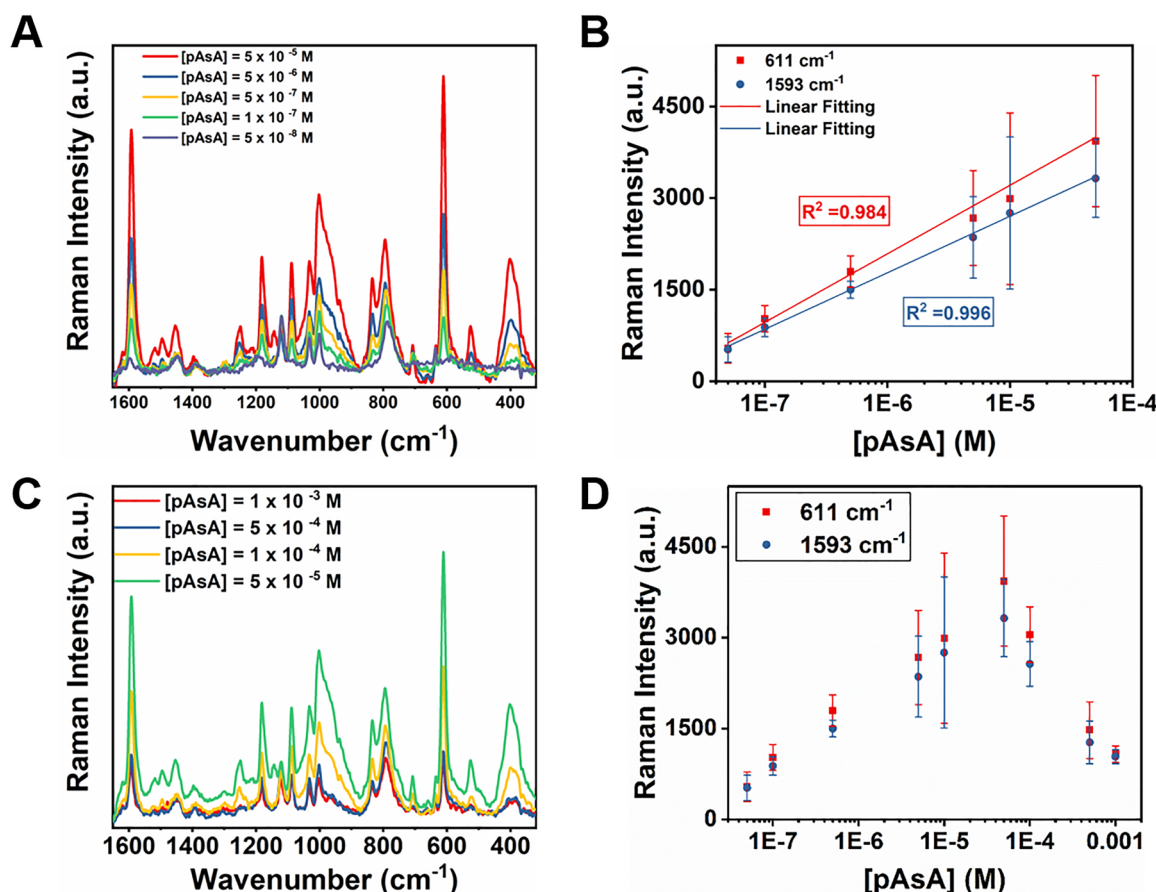 A
[pAsA] = 5 x 10 -5 M
[pAsA] = 5 x 10 -6 M
[pAsA] = 5 x 10 -7 M
[pAsA] = 1 x 10 -7 M
[pAsA] = 5 x 10 -8 M
Raman Intensity (a.u.)
1600 1400 1200 1000 800 600 400
Wavenumber (cm-1)
B
611 cm-1
1593 cm-1
Linear Fitting
Linear Fitting
R2 =0.984
R2 =0.996
4500
3000
1500
0
Raman Intensity (a.u.)
1E-7 1E-6 1E-5 1E-4
[pAsA] (M)
C
[pAsA] = 1 x 10 -3 M
[pAsA] = 5 x 10 -4 M
[pAsA] = 1 x 10 -4 M
[pAsA] = 5 x 10 -5 M
Raman Intensity (a.u.)
1600 1400 1200 1000 800 600 400
Wavenumber (cm-1)
D
611 cm-1
1593 cm-1
4500
3000
1500
0
Raman Intensity (a.u.)
1E-7 1E-6 1E-5 1E-4 0.001
[pAsA] (M)